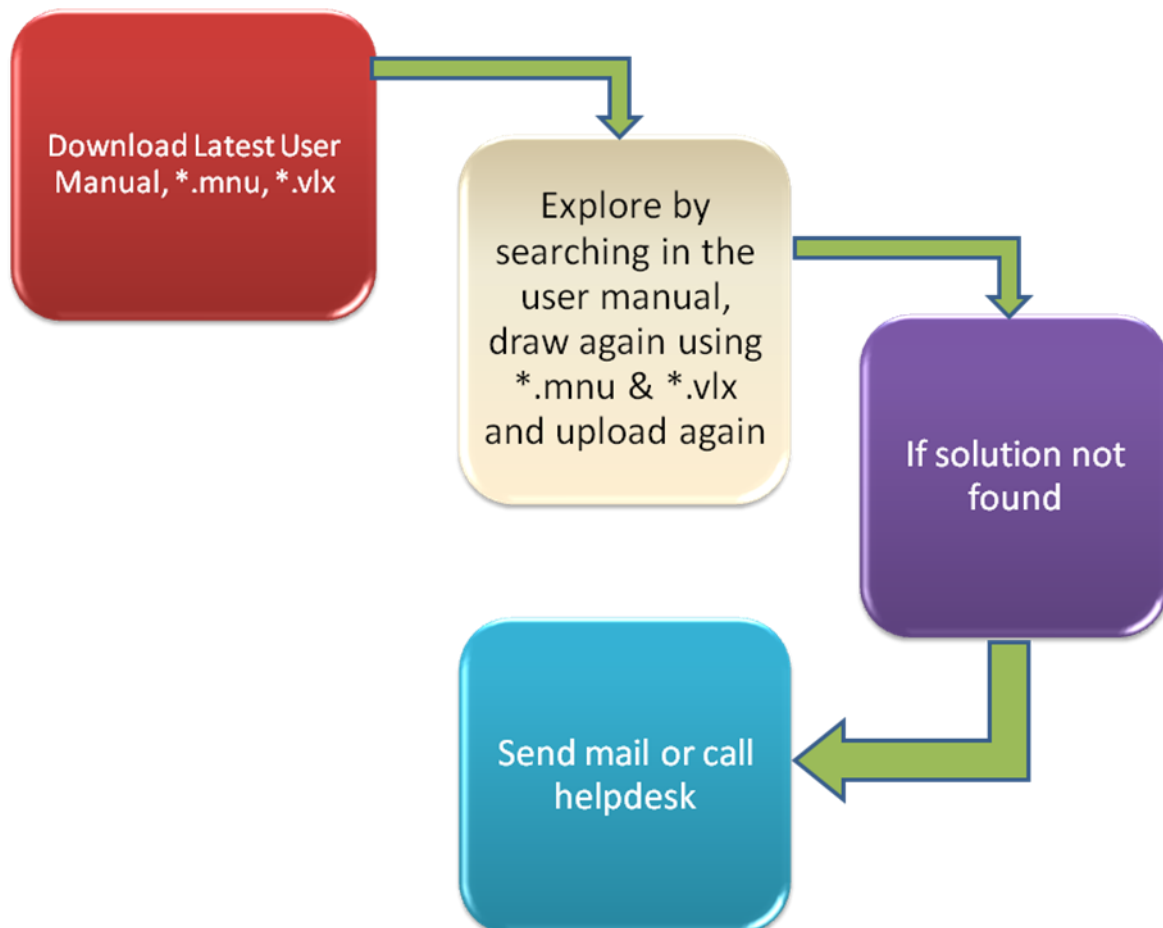 Download Latest User
Manual, *.mnu, *.vlx
Explore by
searching in the
user manual,
draw again using
*.mnu & *.vlx
and upload again
If solution not
found
Send mail or call
helpdesk